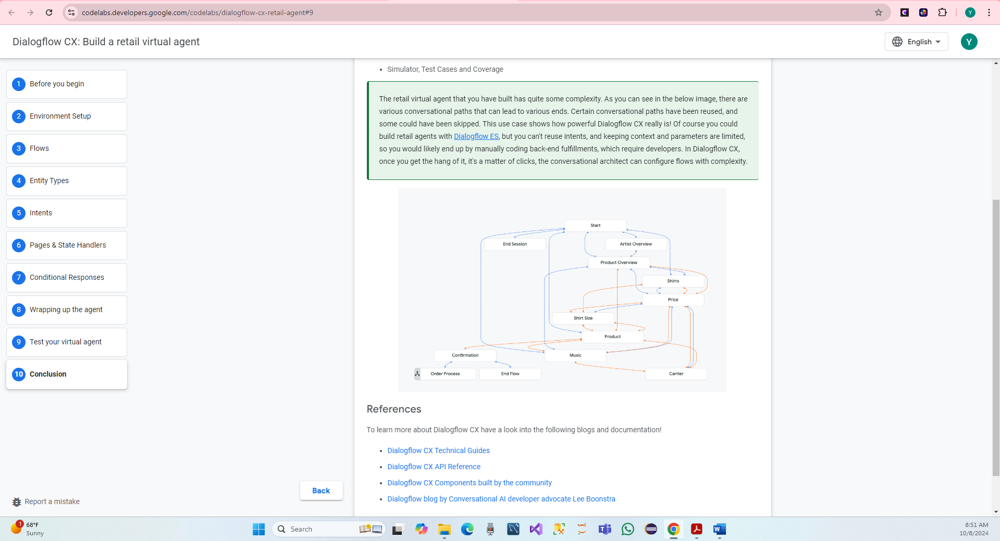 codelabs.developers.google.com/codelabs/dialogflow-cx-retail-agent#9
Y
Dialogflow CX: Build a retail virtual agent
English
Y
1 Before you begin
2 Environment Setup
3 Flows
4 Entity Types
5 Intents
6 Pages & State Handlers
7 Conditional Responses
8 Wrapping up the agent
9 Test your virtual agent
10 Conclusion
Report a mistake
Back
• Simulator, Test Cases and Coverage
The retail virtual agent that you have built has quite some complexity. As you can see in the below image, there are
various conversational paths that can lead to various ends. Certain conversational paths have been reused, and
some could have been skipped. This use case shows how powerful Dialogflow CX really is! Of course you could
build retail agents with Dialogflow ES, but you can't reuse intents, and keeping context and parameters are limited,
so you would likely end up by manually coding back-end fulfillments, which require developers. In Dialogflow CX,
once you get the hang of it, it's a matter of clicks, the conversational architect can configure flows with complexity.
Start
End Session
Artist Overview
Product Overview
Shirts
Price
Shirt Size
Product
Confirmation
Music
Order Process
End Flow
Carrier
References
To learn more about Dialogflow CX have a look into the following blogs and documentation!
• Dialogflow CX Technical Guides
• Dialogflow CX API Reference
• Dialogflow CX Components built by the community
• Dialogflow blog by Conversational AI developer advocate Lee Boonstra
1
68°F
Sunny
Search
8:51 AM
10/8/2024